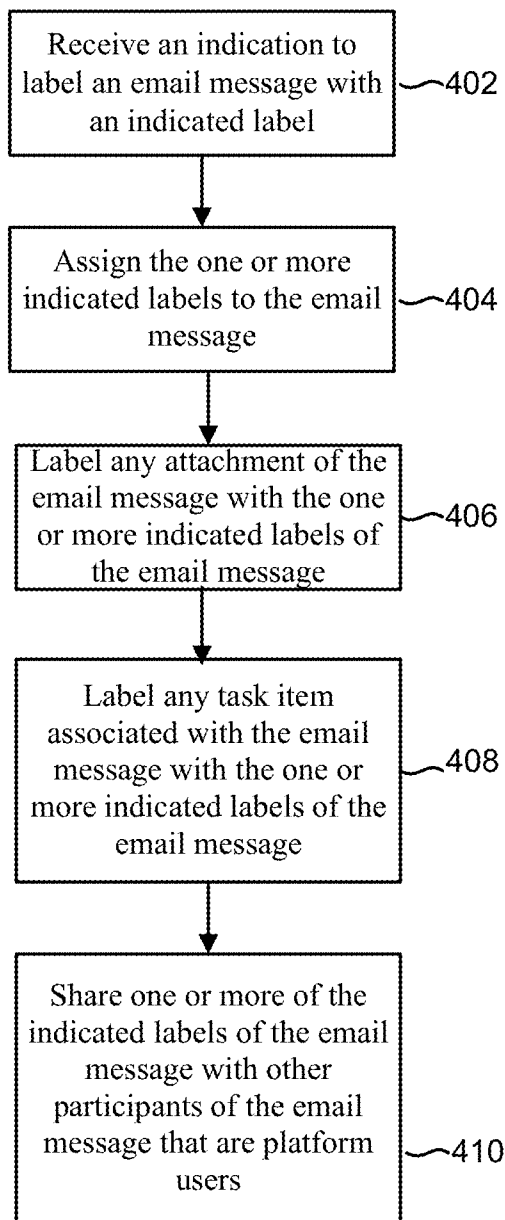 Receive an indication to
label an email message with
an indicated label
402
Assign the one or more
indicated labels to the email
message
404
Label any attachment of the
email message with the one
or more indicated labels of
the email message
406
Label any task item
associated with the email
message with the one or
more indicated labels of the
email message
408
Share one or more of the
indicated labels of the email
message with other
participants of the email
message that are platform
users
410